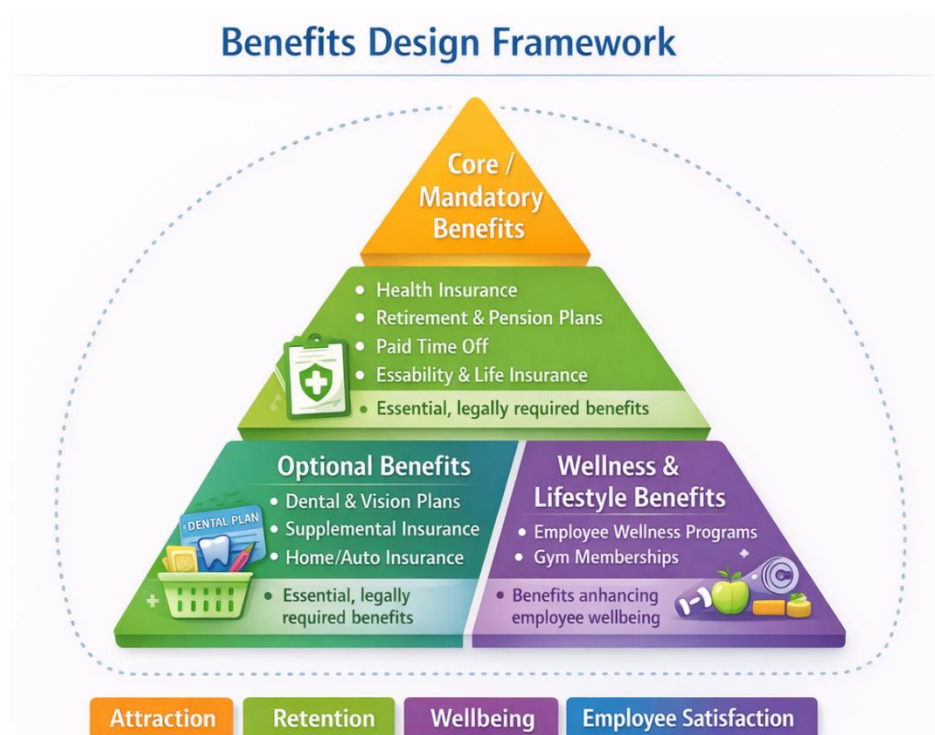 Benefits Design Framework
Core /
Mandatory
Benefits
• Health Insurance
• Retirement & Pension Plans
• Paid Time Off
• Essability & Life Insurance
• Essential, legally required benefits
Optional Benefits
• Dental & Vision Plans
• Supplemental Insurance
• Home/Auto Insurance
DENTAL PLAN
• Essential, legally
required benefits
Wellness &
Lifestyle Benefits
• Employee Wellness Programs
• Gym Memberships
• Benefits enhancing
employee wellbeing
Attraction
Retention
Wellbeing
Employee Satisfaction